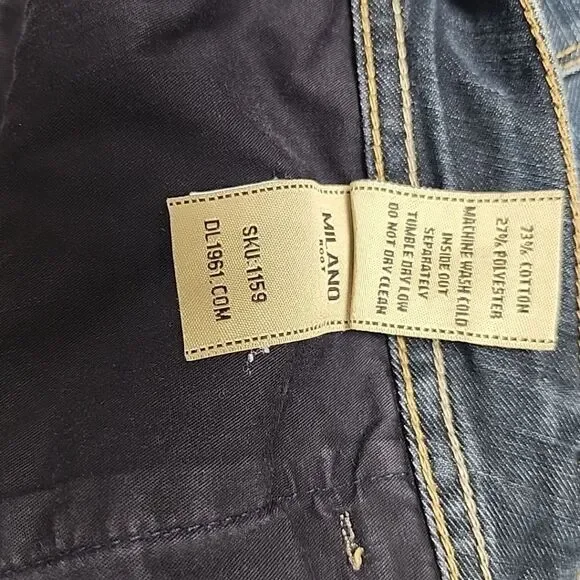 73% COTTON
27% POLYESTER
MACHINE WASH COLD
INSIDE OUT
SEPARATELY
TUMBLE DRY LOW
DO NOT DRY CLEAN
MILANO
BODY
SKU:1159
DL1961.COM